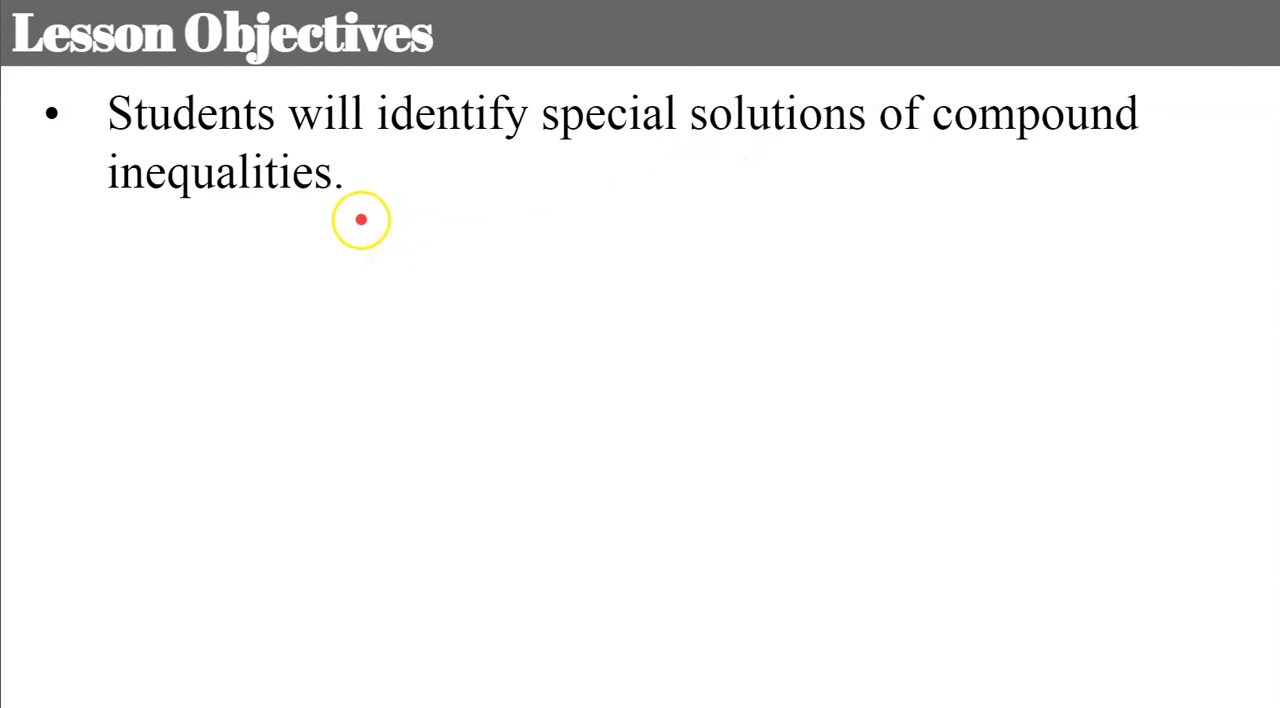 Lesson Objectives
• Students will identify special solutions of compound
inequalities.